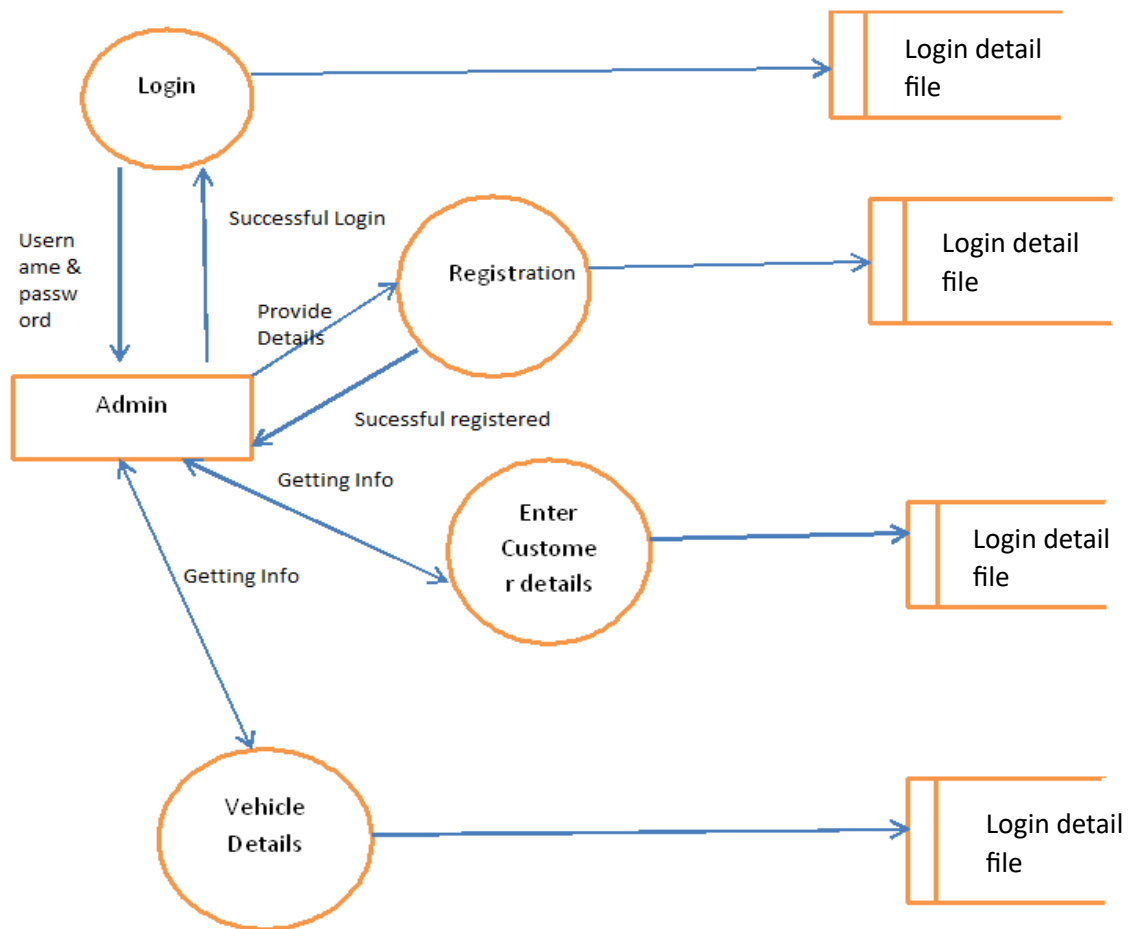 Login
Login detail
file
Successful Login
Usern
ame &
passw
ord
Registration
Login detail
file
Provide
Details
Admin
Sucessful registered
Getting Info
Enter
Custome
r details
Login detail
file
Getting Info
Vehicle
Details
Login detail
file